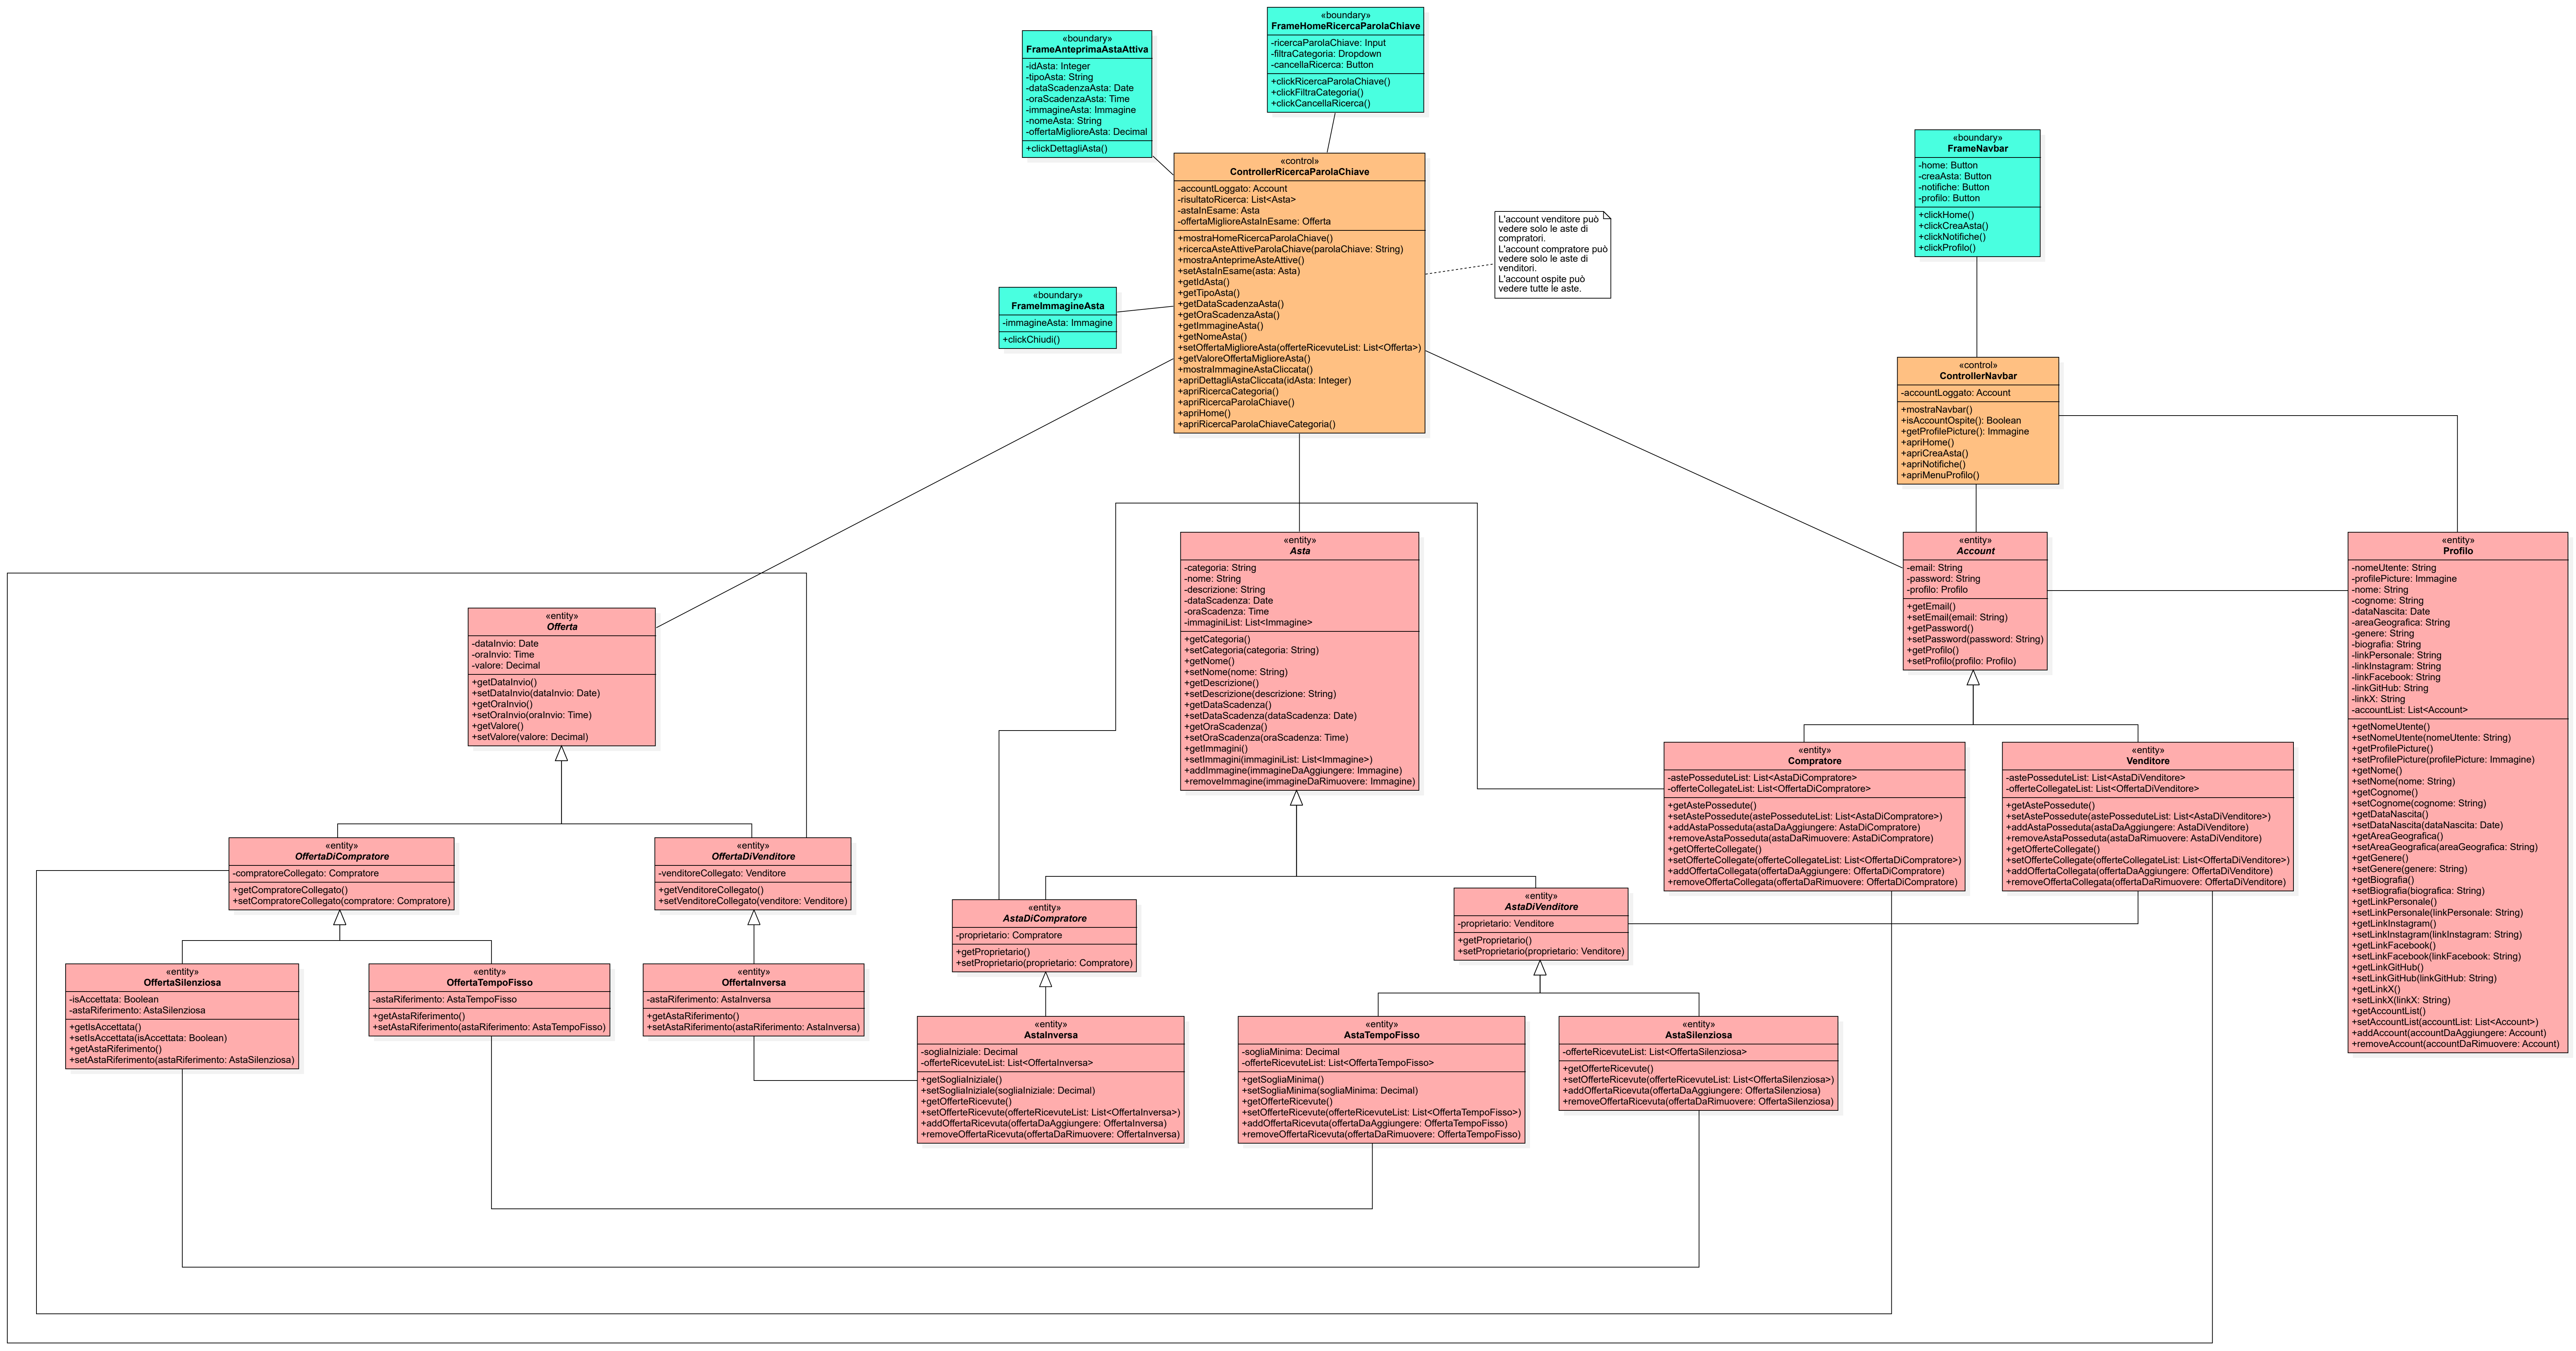 «boundary»
FrameHomeRicercaParolaChiave
-ricercaParolaChiave: Input
-filtraCategoria: Dropdown
-cancellaRicerca: Button
+clickRicercaParolaChiave()
+clickFiltraCategoria()
+clickCancellaRicerca()
«boundary»
FrameAnteprimaAstaAttiva
-idAsta: Integer
-tipoAsta: String
-dataScadenzaAsta: Date
-oraScadenzaAsta: Time
-immagineAsta: Immagine
-nomeAsta: String
-offertaMiglioreAsta: Decimal
+clickDettagliAsta()
«boundary»
FrameNavbar
-home: Button
-creaAsta: Button
-notifiche: Button
-profilo: Button
+clickHome()
+clickCreaAsta()
+clickNotifiche()
+clickProfilo()
«control»
ControllerRicercaParolaChiave
-accountLoggato: Account
-risultatoRicerca: List<Asta>
-astaInEsame: Asta
-offertaMiglioreAstaInEsame: Offerta
+mostraHomeRicercaParolaChiave()
+ricercaAsteAttiveParolaChiave(parolaChiave: String)
+mostraAnteprimeAsteAttive()
+setAstaInEsame(asta: Asta)
+getIdAsta()
+getTipoAsta()
+getDataScadenzaAsta()
+getOraScadenzaAsta()
+getImmagineAsta()
+getNomeAsta()
+setOffertaMiglioreAsta(offerteRicevuteList: List<Offerta>)
+getValoreOffertaMiglioreAsta()
+mostraImmagineAstaCliccata()
+apriDettagliAstaCliccata(idAsta: Integer)
+apriRicercaCategoria()
+apriRicercaParolaChiave()
+apriHome()
+apriRicercaParolaChiaveCategoria()
L'account venditore può
vedere solo le aste di
compratori.
L'account compratore può
vedere solo le aste di
venditori.
L'account ospite può
vedere tutte le aste.
«boundary»
FrameImmagineAsta
-immagineAsta: Immagine
+clickChiudi()
«control»
ControllerNavbar
-accountLoggato: Account
+mostraNavbar()
+isAccountOspite(): Boolean
+getProfilePicture(): Immagine
+apriHome()
+apriCreaAsta()
+apriNotifiche()
+apriMenuProfilo()
«entity»
Asta
-categoria: String
-nome: String
-descrizione: String
-dataScadenza: Date
-oraScadenza: Time
-immaginiList: List<Immagine>
+getCategoria()
+setCategoria(categoria: String)
+getNome()
+setNome(nome: String)
+getDescrizione()
+setDescrizione(descrizione: String)
+getDataScadenza()
+setDataScadenza(dataScadenza: Date)
+getOraScadenza()
+setOraScadenza(oraScadenza: Time)
+getImmagini()
+setImmagini(immaginiList: List<Immagine>)
+addImmagine(immagineDaAggiungere: Immagine)
+removeImmagine(immagineDaRimuovere: Immagine)
«entity»
Account
-email: String
-password: String
-profilo: Profilo
+getEmail()
+setEmail(email: String)
+getPassword()
+setPassword(password: String)
+getProfilo()
+setProfilo(profilo: Profilo)
«entity»
Profilo
-nomeUtente: String
-profilePicture: Immagine
-nome: String
-cognome: String
-dataNascita: Date
-areaGeografica: String
-genere: String
-biografia: String
-linkPersonale: String
-linkInstagram: String
-linkFacebook: String
-linkGitHub: String
-linkX: String
-accountList: List<Account>
+getNomeUtente()
+setNomeUtente(nomeUtente: String)
+getProfilePicture()
+setProfilePicture(profilePicture: Immagine)
+getNome()
+setNome(nome: String)
+getCognome()
+setCognome(cognome: String)
+getDataNascita()
+setDataNascita(dataNascita: Date)
+getAreaGeografica()
+setAreaGeografica(areaGeografica: String)
+getGenere()
+setGenere(genere: String)
+getBiografia()
+setBiografia(biografica: String)
+getLinkPersonale()
+setLinkPersonale(linkPersonale: String)
+getLinkInstagram()
+setLinkInstagram(linkInstagram: String)
+getLinkFacebook()
+setLinkFacebook(linkFacebook: String)
+getLinkGitHub()
+setLinkGitHub(linkGitHub: String)
+getLinkX()
+setLinkX(linkX: String)
+getAccountList()
+setAccountList(accountList: List<Account>)
+addAccount(accountDaAggiungere: Account)
+removeAccount(accountDaRimuovere: Account)
«entity»
Offerta
-dataInvio: Date
-oraInvio: Time
-valore: Decimal
+getDataInvio()
+setDataInvio(dataInvio: Date)
+getOraInvio()
+setOraInvio(oraInvio: Time)
+getValore()
+setValore(valore: Decimal)
«entity»
Compratore
-astePosseduteList: List<AstaDiCompratore>
-offerteCollegateList: List<OffertaDiCompratore>
+getAstePossedute()
+setAstePossedute(astePosseduteList: List<AstaDiCompratore>)
+addAstaPosseduta(astaDaAggiungere: AstaDiCompratore)
+removeAstaPosseduta(astaDaRimuovere: AstaDiCompratore)
+getOfferteCollegate()
+setOfferteCollegate(offerteCollegateList: List<OffertaDiCompratore>)
+addOffertaCollegata(offertaDaAggiungere: OffertaDiCompratore)
+removeOffertaCollegata(offertaDaRimuovere: OffertaDiCompratore)
«entity»
Venditore
-astePosseduteList: List<AstaDiVenditore>
-offerteCollegateList: List<OffertaDiVenditore>
+getAstePossedute()
+setAstePossedute(astePosseduteList: List<AstaDiVenditore>)
+addAstaPosseduta(astaDaAggiungere: AstaDiVenditore)
+removeAstaPosseduta(astaDaRimuovere: AstaDiVenditore)
+getOfferteCollegate()
+setOfferteCollegate(offerteCollegateList: List<OffertaDiVenditore>)
+addOffertaCollegata(offertaDaAggiungere: OffertaDiVenditore)
+removeOffertaCollegata(offertaDaRimuovere: OffertaDiVenditore)
«entity»
OffertaDiCompratore
-compratoreCollegato: Compratore
+getCompratoreCollegato()
+setCompratoreCollegato(compratore: Compratore)
«entity»
OffertaDiVenditore
-venditoreCollegato: Venditore
+getVenditoreCollegato()
+setVenditoreCollegato(venditore: Venditore)
«entity»
AstaDiCompratore
-proprietario: Compratore
+getProprietario()
+setProprietario(proprietario: Compratore)
«entity»
AstaDiVenditore
-proprietario: Venditore
+getProprietario()
+setProprietario(proprietario: Venditore)
«entity»
OffertaSilenziosa
-isAccettata: Boolean
-astaRiferimento: AstaSilenziosa
+getIsAccettata()
+setIsAccettata(isAccettata: Boolean)
+getAstaRiferimento()
+setAstaRiferimento(astaRiferimento: AstaSilenziosa)
«entity»
OffertaTempoFisso
-astaRiferimento: AstaTempoFisso
+getAstaRiferimento()
+setAstaRiferimento(astaRiferimento: AstaTempoFisso)
«entity»
OffertaInversa
-astaRiferimento: AstaInversa
+getAstaRiferimento()
+setAstaRiferimento(astaRiferimento: AstaInversa)
«entity»
AstaInversa
-sogliaIniziale: Decimal
-offerteRicevuteList: List<OffertaInversa>
+getSogliaIniziale()
+setSogliaIniziale(sogliaIniziale: Decimal)
+getOfferteRicevute()
+setOfferteRicevute(offerteRicevuteList: List<OffertaInversa>)
+addOffertaRicevuta(offertaDaAggiungere: OffertaInversa)
+removeOffertaRicevuta(offertaDaRimuovere: OffertaInversa)
«entity»
AstaTempoFisso
-sogliaMinima: Decimal
-offerteRicevuteList: List<OffertaTempoFisso>
+getSogliaMinima()
+setSogliaMinima(sogliaMinima: Decimal)
+getOfferteRicevute()
+setOfferteRicevute(offerteRicevuteList: List<OffertaTempoFisso>)
+addOffertaRicevuta(offertaDaAggiungere: OffertaTempoFisso)
+removeOffertaRicevuta(offertaDaRimuovere: OffertaTempoFisso)
«entity»
AstaSilenziosa
-offerteRicevuteList: List<OffertaSilenziosa>
+getOfferteRicevute()
+setOfferteRicevute(offerteRicevuteList: List<OffertaSilenziosa>)
+addOffertaRicevuta(offertaDaAggiungere: OffertaSilenziosa)
+removeOffertaRicevuta(offertaDaRimuovere: OffertaSilenziosa)